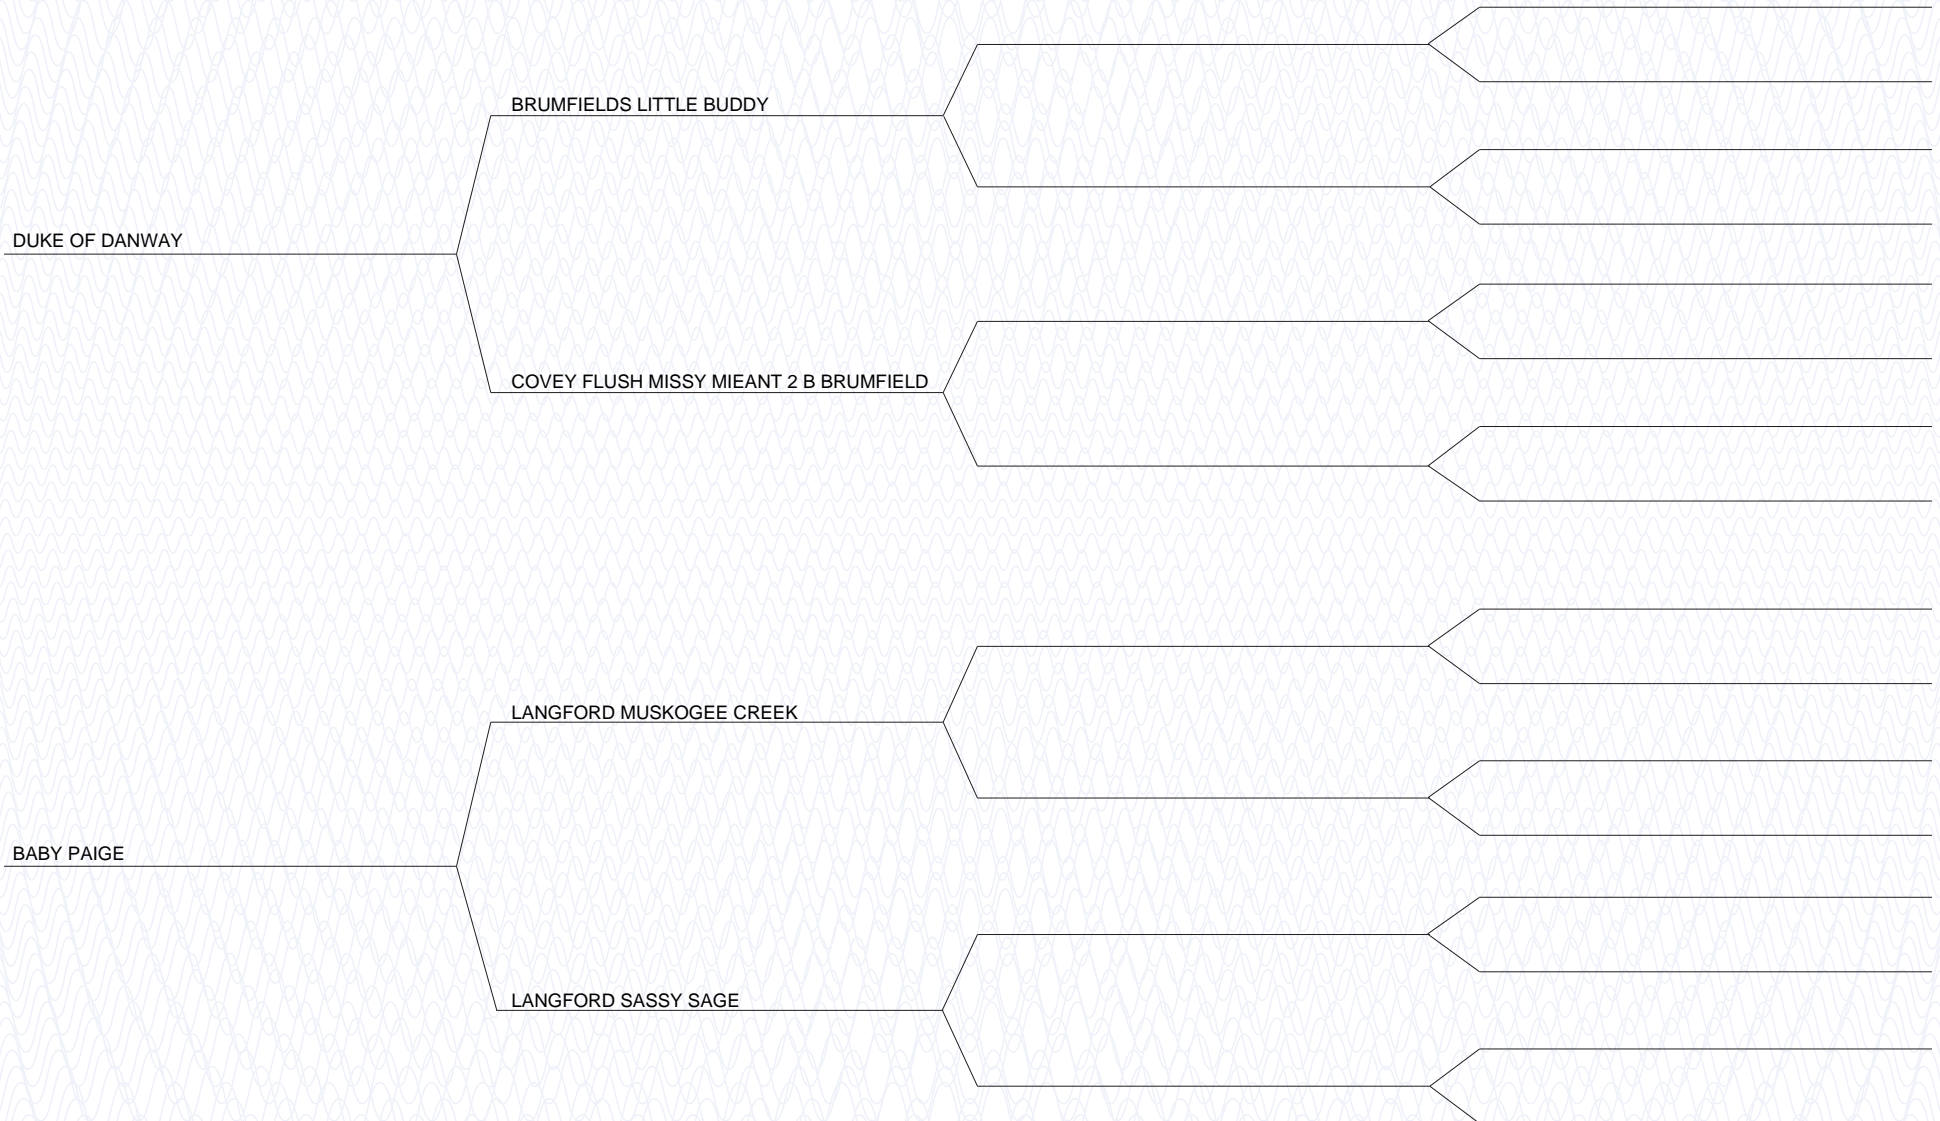 BRUMFIELDS LITTLE BUDDY
DUKE OF DANWAY
COVEY FLUSH MISSY MIEANT 2 B BRUMFIELD
LANGFORD MUSKOGEE CREEK
BABY PAIGE
LANGFORD SASSY SAGE